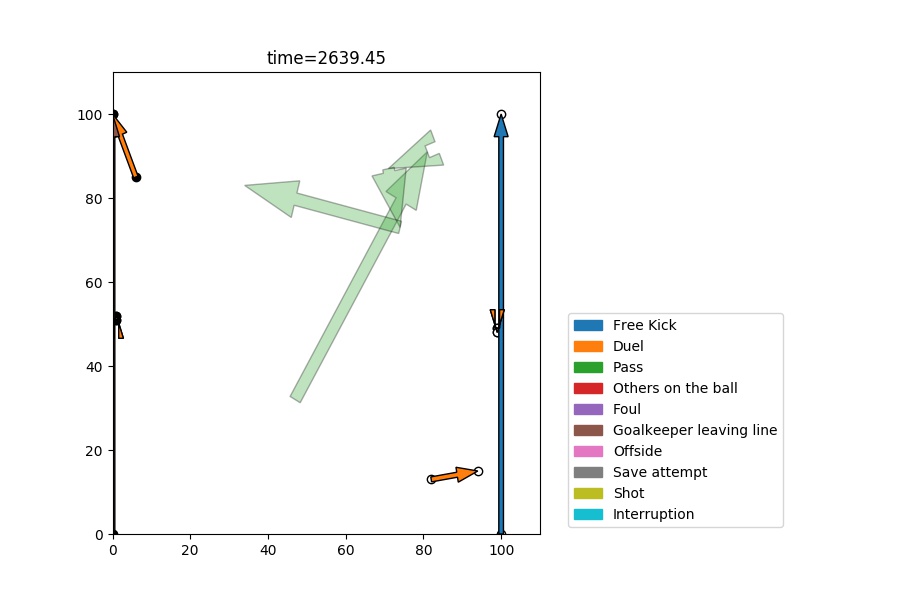 time=2639.45
100
80
60
40
20
0
0
20
40
60
80
100
Free Kick
Duel
Pass
Others on the ball
Foul
Goalkeeper leaving line
Offside
Save attempt
Shot
Interruption